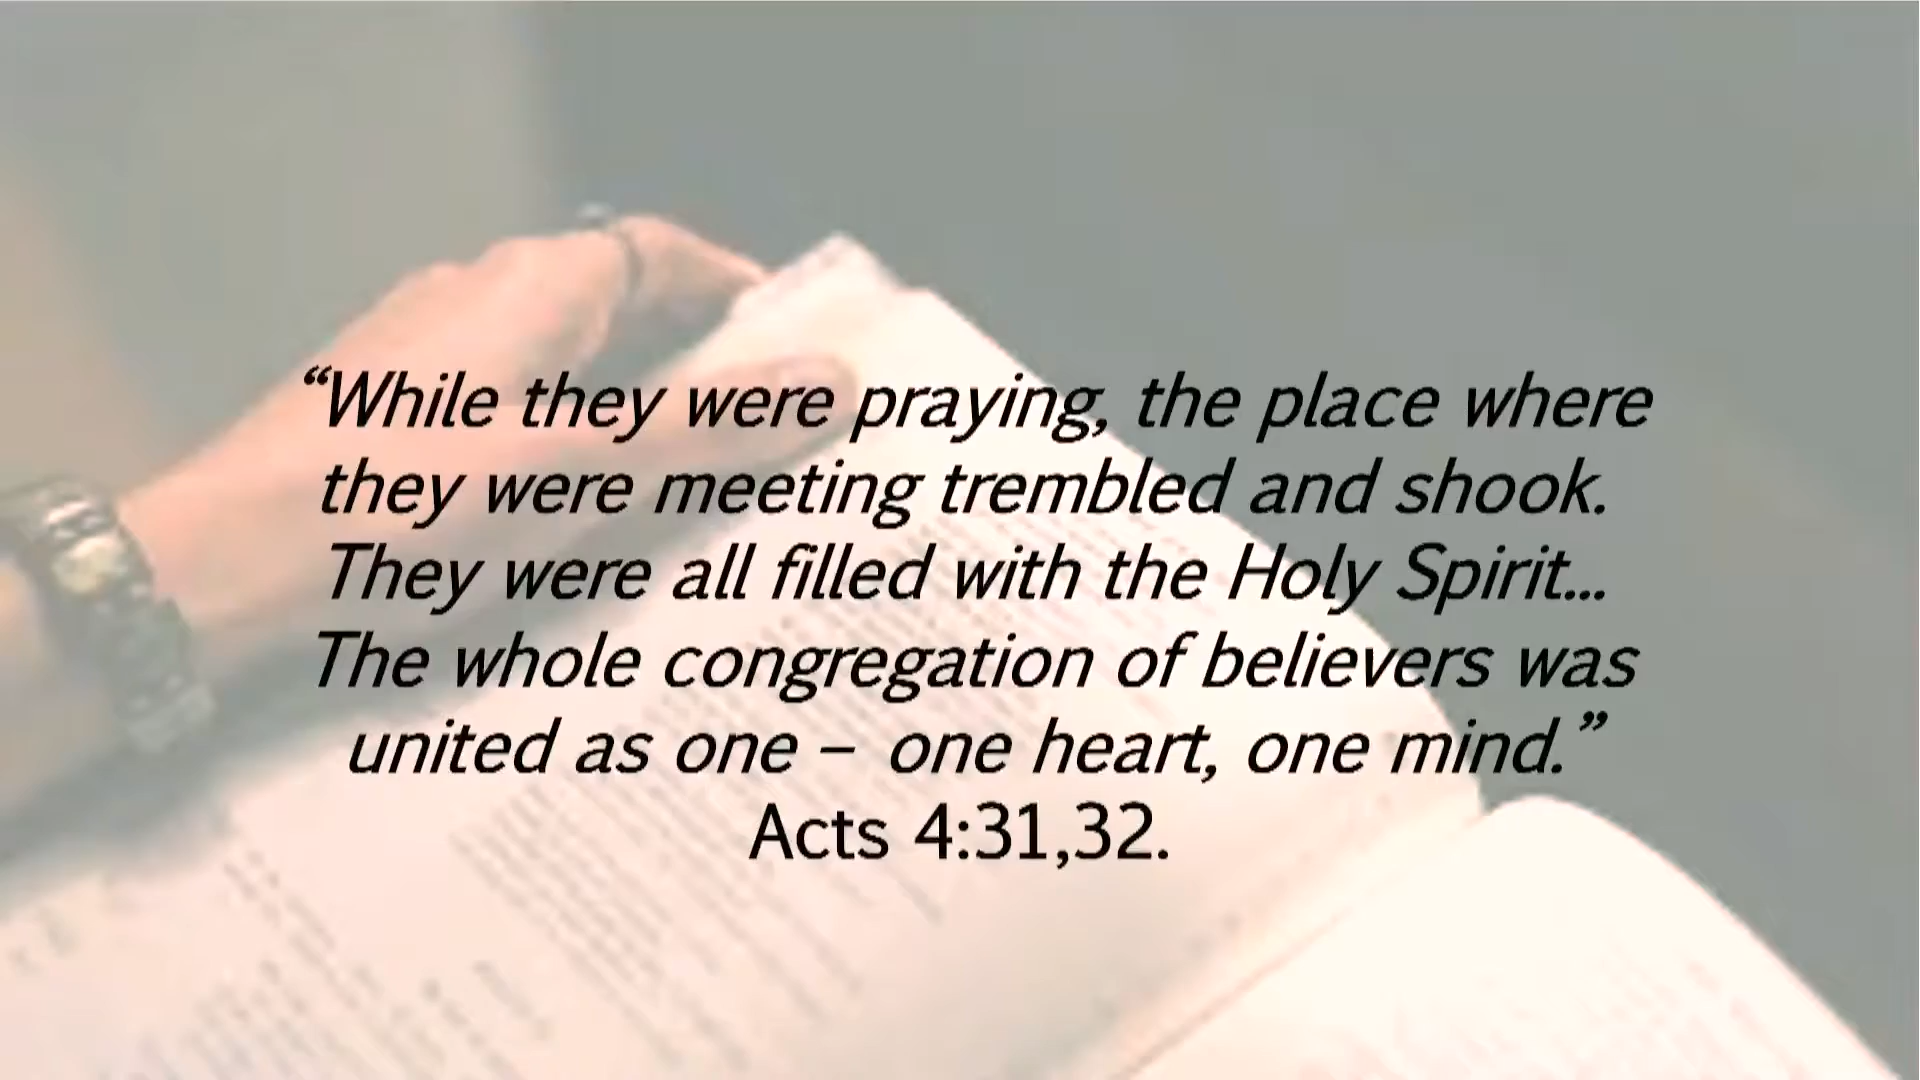 “While they were praying, the place where
they were meeting trembled and shook.
They were all filled with the Holy Spirit...
The whole congregation of believers was
united as one – one heart, one mind.”
Acts 4:31,32.